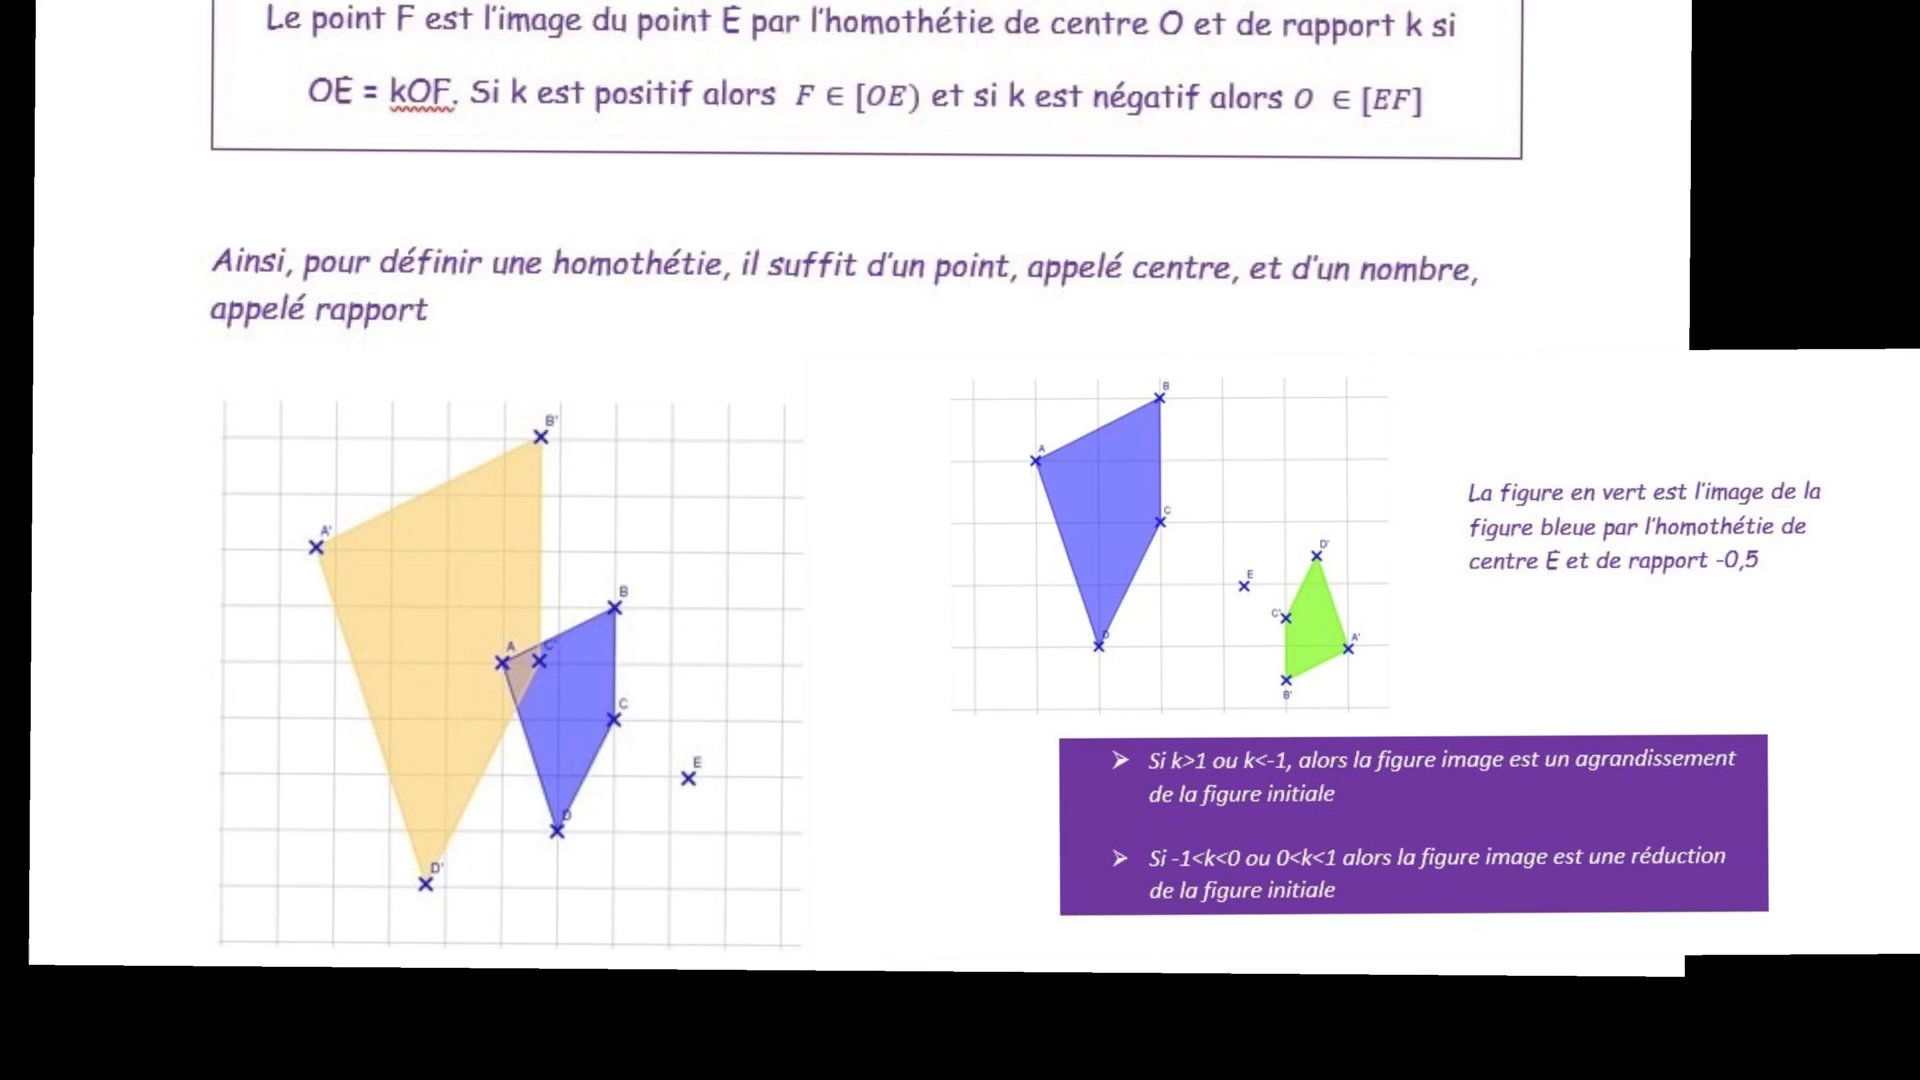 Le point F est l'image du point E par l'homothétie de centre O et de rapport k si
OE = kOF. Si k est positif alors F ∈ [OE) et si k est négatif alors O ∈ [EF]
Ainsi, pour définir une homothétie, il suffit d'un point, appelé centre, et d'un nombre,
appelé rapport
B'
A'
B
A
C'
C
E
D
D'
B
A
C
D'
E
C'
D
A'
B'
La figure en vert est l'image de la
figure bleue par l'homothétie de
centre E et de rapport -0,5
➢ Si k>1 ou k<-1, alors la figure image est un agrandissement
de la figure initiale
➢ Si -1<k<0 ou 0<k<1 alors la figure image est une réduction
de la figure initiale